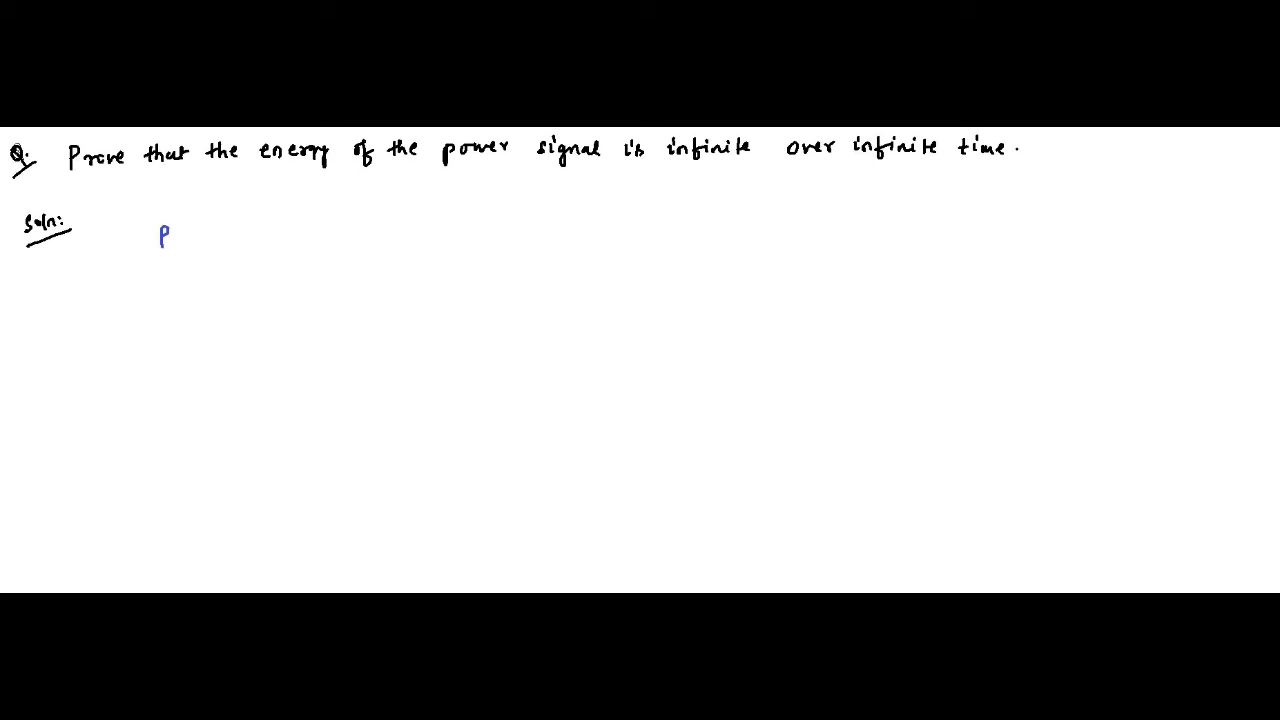 Q: Prove that the energy of the power signal is infinite over infinite time.
Soln:
P